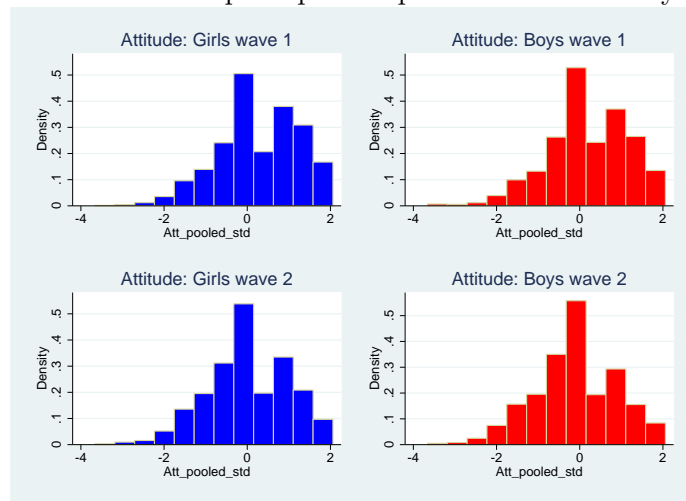 Attitude: Girls wave 1
Density
0 .1 .2 .3 .4 .5
-4 -2 0 2
Att_pooled_std
Attitude: Boys wave 1
Density
0 .1 .2 .3 .4 .5
-4 -2 0 2
Att_pooled_std
Attitude: Girls wave 2
Density
0 .1 .2 .3 .4 .5
-4 -2 0 2
Att_pooled_std
Attitude: Boys wave 2
Density
0 .1 .2 .3 .4 .5
-4 -2 0 2
Att_pooled_std